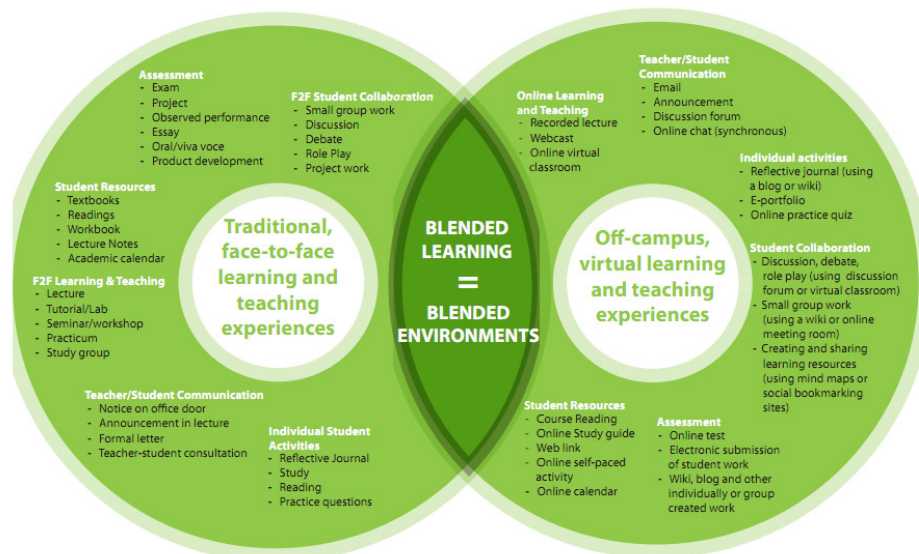 Assessment
- Exam
- Project
- Observed performance
- Essay
- Oral/viva voce
- Product development
F2F Student Collaboration
- Small group work
- Discussion
- Debate
- Role Play
- Project work
Student Resources
- Textbooks
- Readings
- Workbook
- Lecture Notes
- Academic calendar
F2F Learning & Teaching
- Lecture
- Tutorial/Lab
- Seminar/workshop
- Practicum
- Study group
Traditional,
face-to-face
learning and
teaching
experiences
Teacher/Student Communication
- Notice on office door
- Announcement in lecture
- Formal letter
- Teacher-student consultation
Individual Student
Activities
- Reflective Journal
- Study
- Reading
- Practice questions
BLENDED
LEARNING
=
BLENDED
ENVIRONMENTS
Online Learning
and Teaching
- Recorded lecture
- Webcast
- Online virtual
classroom
Teacher/Student
Communication
- Email
- Announcement
- Discussion forum
- Online chat (synchronous)
Individual activities
- Reflective journal (using
a blog or wiki)
- E-portfolio
- Online practice quiz
Off-campus,
virtual learning
and teaching
experiences
Student Collaboration
- Discussion, debate,
role play (using discussion
forum or virtual classroom)
- Small group work
(using a wiki or online
meeting room)
- Creating and sharing
learning resources
(using mind maps or
social bookmarking
sites)
Student Resources
- Course Reading
- Online Study guide
- Web link
- Online self-paced
activity
- Online calendar
Assessment
- Online test
- Electronic submission
of student work
- Wiki, blog and other
individually or group
created work